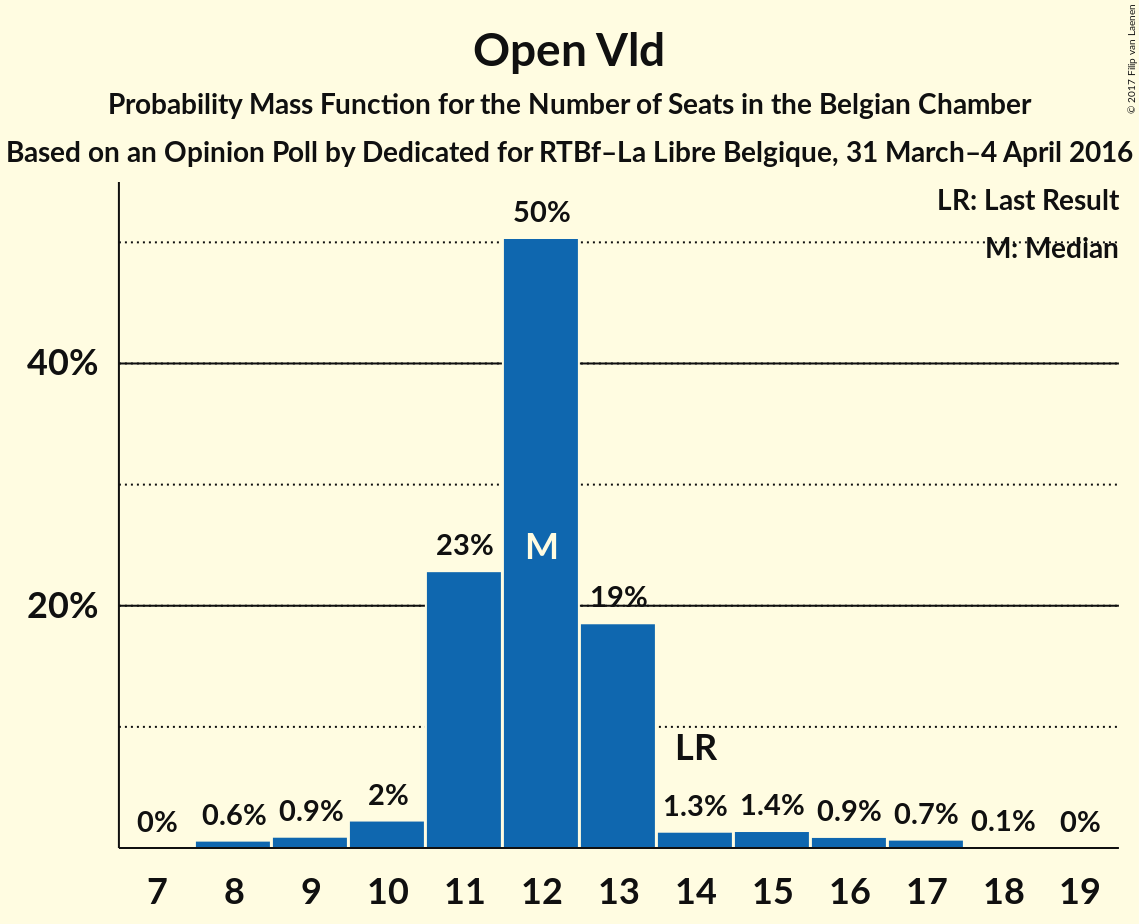 Open Vld
Probability Mass Function for the Number of Seats in the Belgian Chamber
Based on an Opinion Poll by Dedicated for RTBf–La Libre Belgique, 31 March–4 April 2016
© 2017 Filip van Laenen
LR: Last Result
M: Median
50%
40%
23%
M
20%
19%
LR
0%
0.6%
0.9%
2%
1.3%
1.4%
0.9%
0.7%
0.1%
0%
7 8 9 10 11 12 13 14 15 16 17 18 19